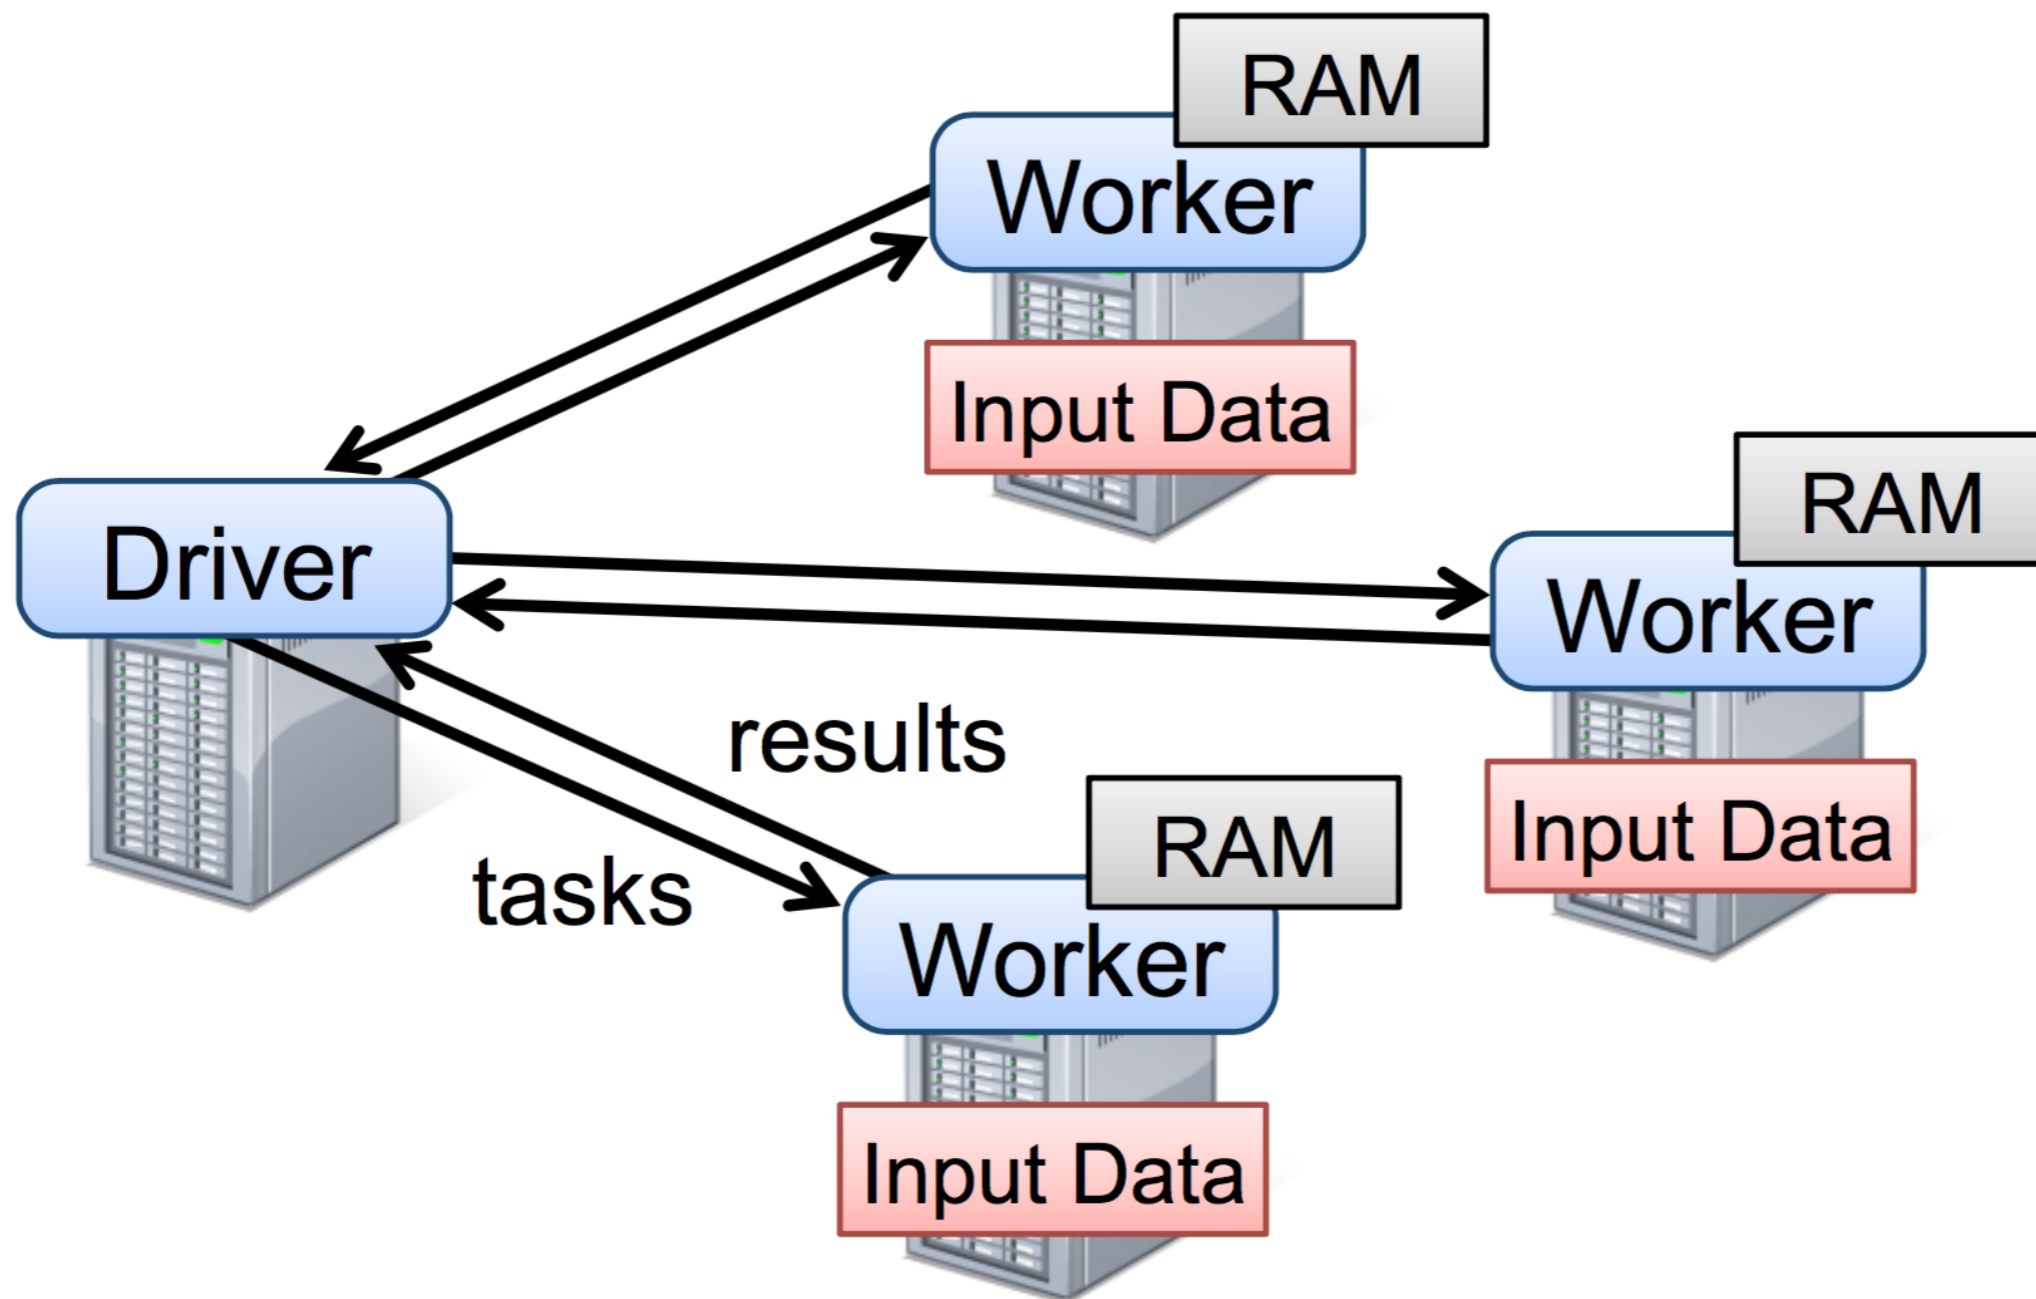 RAM
Worker
Input Data
RAM
Driver
Worker
results
Input Data
tasks
RAM
Worker
Input Data